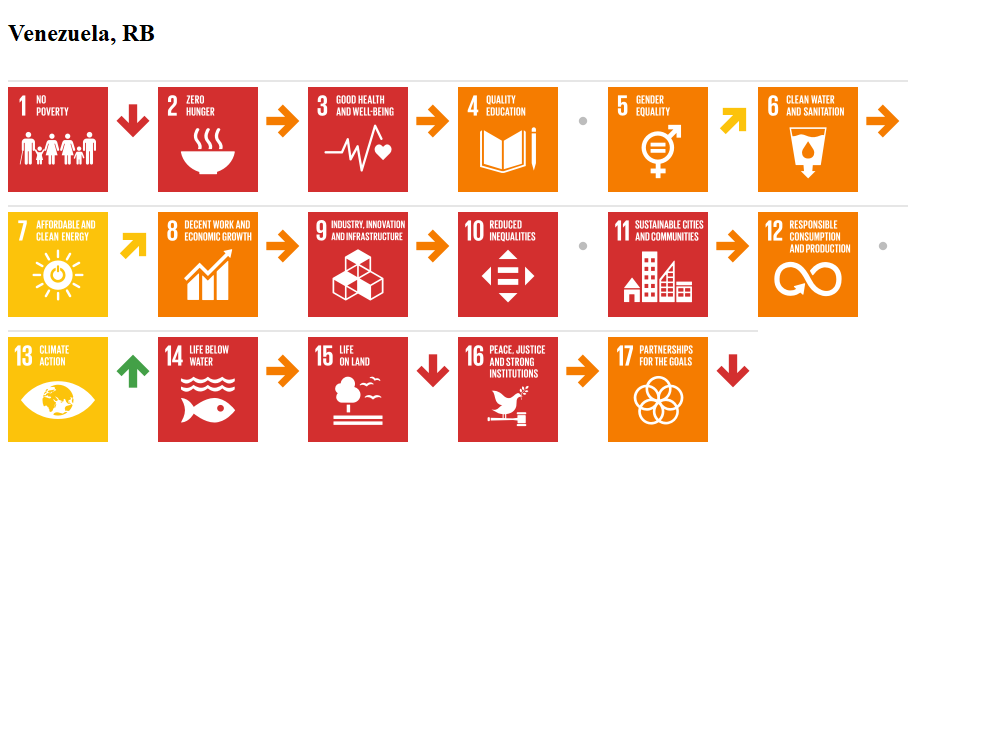 Venezuela, RB
1 NO
POVERTY
2 ZERO
HUNGER
3 GOOD HEALTH
AND WELL-BEING
4 QUALITY
EDUCATION
5 GENDER
EQUALITY
6 CLEAN WATER
AND SANITATION
7 AFFORDABLE AND
CLEAN ENERGY
8 DECENT WORK AND
ECONOMIC GROWTH
9 INDUSTRY, INNOVATION
AND INFRASTRUCTURE
10 REDUCED
INEQUALITIES
11 SUSTAINABLE CITIES
AND COMMUNITIES
12 RESPONSIBLE
CONSUMPTION
AND PRODUCTION
13 CLIMATE
ACTION
14 LIFE BELOW
WATER
15 LIFE
ON LAND
16 PEACE, JUSTICE
AND STRONG
INSTITUTIONS
17 PARTNERSHIPS
FOR THE GOALS